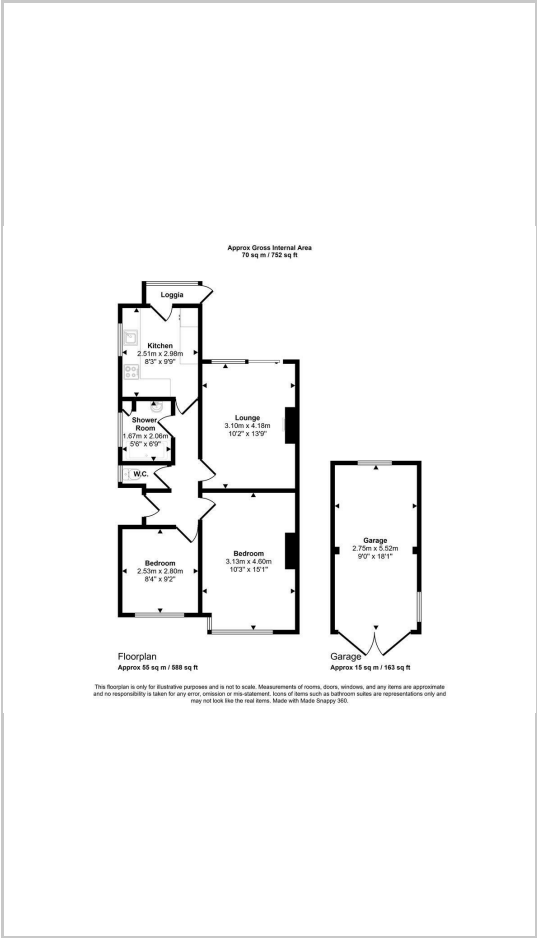 Approx Gross Internal Area
70 sq m / 752 sq ft
Loggia
Kitchen
2.51m x 2.98m
8'3" x 9'9"
Lounge
3.10m x 4.18m
10'2" x 13'9"
Shower
Room
1.67m x 2.06m
5'6" x 6'9"
W.C.
Bedroom
2.53m x 2.80m
8'4" x 9'2"
Bedroom
3.13m x 4.60m
10'3" x 15'1"
Garage
2.75m x 5.52m
9'0" x 18'1"
Floorplan
Approx 55 sq m / 588 sq ft
Garage
Approx 15 sq m / 163 sq ft
This floorplan is only for illustrative purposes and is not to scale. Measurements of rooms, doors, windows, and any items are approximate
and no responsibility is taken for any error, omission or mis-statement. Icons of items such as bathroom suites are representations only and
may not look like the real items. Made with Made Snappy 360.